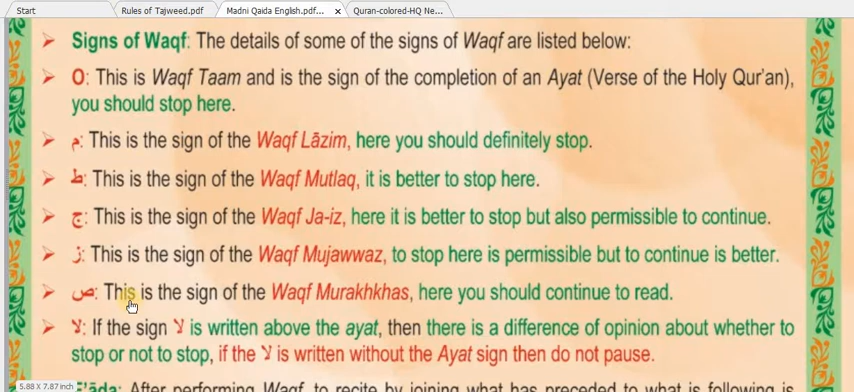 Start Rules of Tajweed.pdf Madni Qaida English.pdf... × Quran-colored-HQ Ne...
➤ Signs of Waqf: The details of some of the signs of Waqf are listed below:
➤ O: This is Waqf Taam and is the sign of the completion of an Ayat (Verse of the Holy Qur'an),
you should stop here.
➤ م: This is the sign of the Waqf Lāzim, here you should definitely stop.
➤ ط: This is the sign of the Waqf Mutlaq, it is better to stop here.
➤ ج: This is the sign of the Waqf Ja-iz, here it is better to stop but also permissible to continue.
➤ ز: This is the sign of the Waqf Mujawwaz, to stop here is permissible but to continue is better.
➤ ص: This is the sign of the Waqf Murakhkhas, here you should continue to read.
➤ لا: If the sign لا is written above the ayat, then there is a difference of opinion about whether to
stop or not to stop, if the لا is written without the Ayat sign then do not pause.
5.88 x 7.87 inch
I'āda: After performing Waqf, to recite by joining what has preceded to what is following is